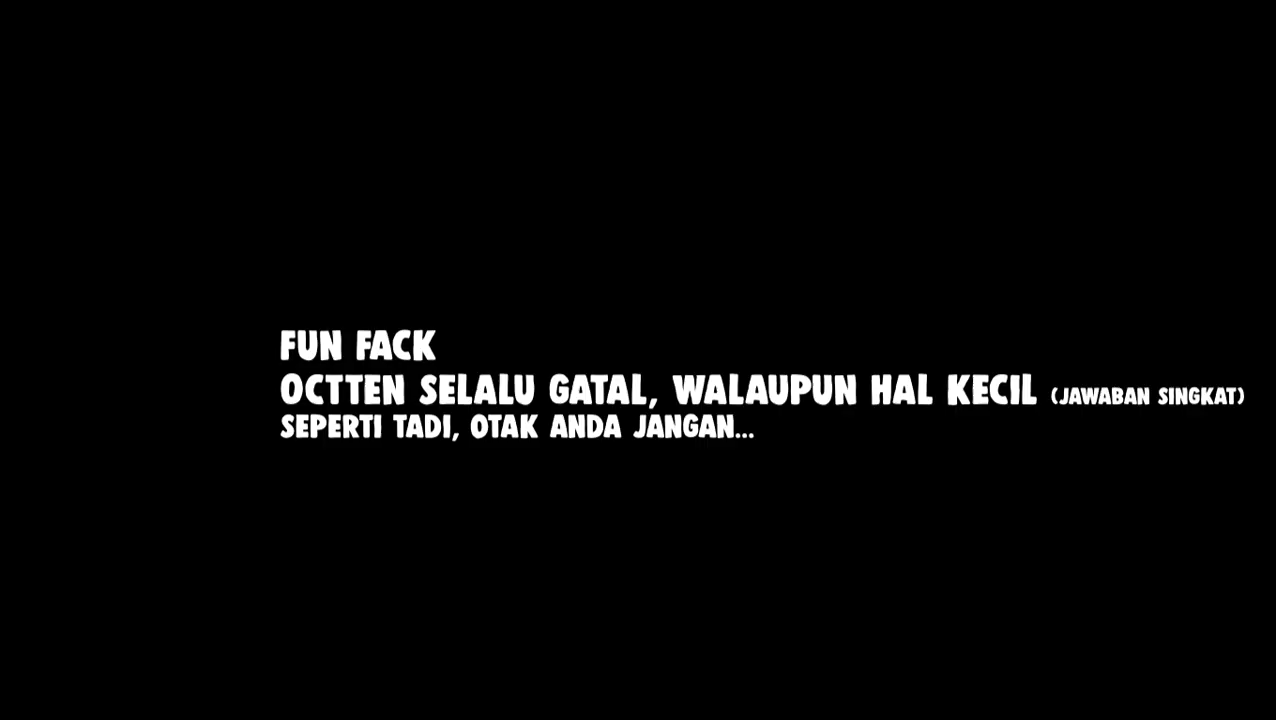 FUN FACK
OCTTEN SELALU GATAL, WALAUPUN HAL KECIL (JAWABAN SINGKAT)
SEPERTI TADI, OTAK ANDA JANGAN...